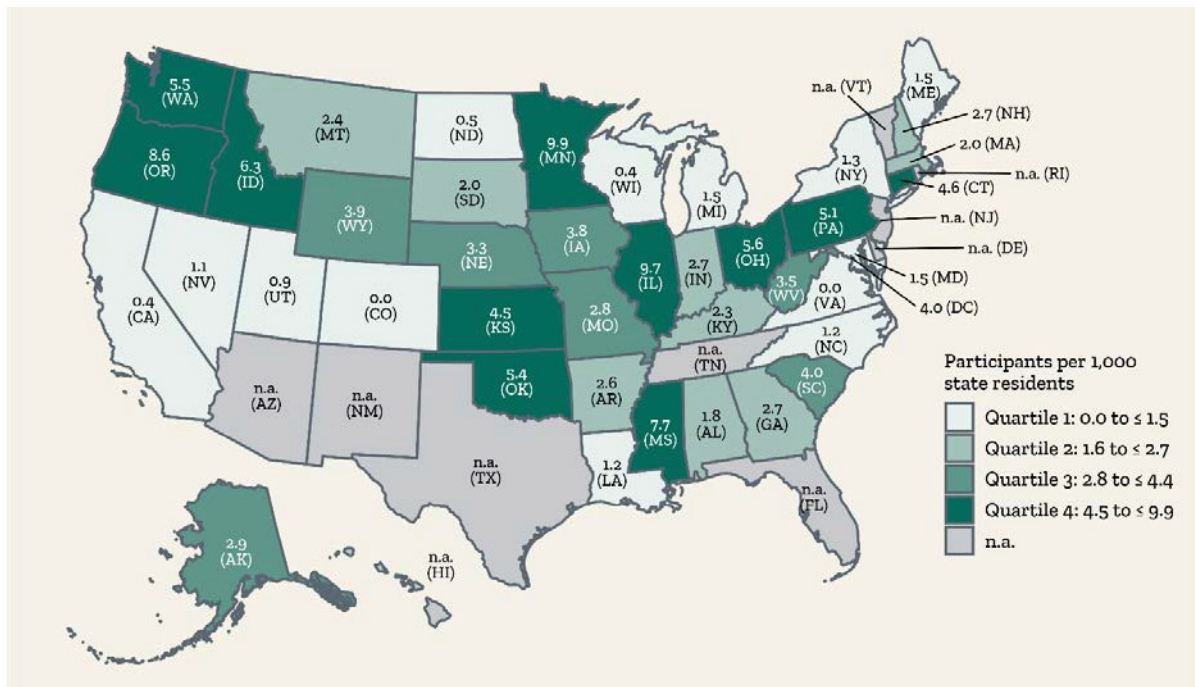 5.5
(WA)
8.6
(OR)
6.3
(ID)
2.4
(MT)
3.9
(WY)
0.5
(ND)
2.0
(SD)
3.3
(NE)
9.9
(MN)
3.8
(IA)
0.4
(WI)
1.5
(MI)
1.3
(NY)
1.5
(ME)
n.a. (VT)
2.7 (NH)
2.0 (MA)
n.a. (RI)
4.6 (CT)
n.a. (NJ)
n.a. (DE)
1.5 (MD)
4.0 (DC)
5.1
(PA)
5.6
(OH)
2.7
(IN)
9.7
(IL)
3.5
(WV)
0.0
(VA)
2.3
(KY)
1.2
(NC)
0.4
(CA)
1.1
(NV)
0.9
(UT)
0.0
(CO)
4.5
(KS)
2.8
(MO)
n.a.
(TN)
4.0
(SC)
n.a.
(AZ)
n.a.
(NM)
5.4
(OK)
2.6
(AR)
7.7
(MS)
1.8
(AL)
2.7
(GA)
n.a.
(TX)
1.2
(LA)
n.a.
(FL)
2.9
(AK)
n.a.
(HI)
Participants per 1,000
state residents
Quartile 1: 0.0 to ≤ 1.5
Quartile 2: 1.6 to ≤ 2.7
Quartile 3: 2.8 to ≤ 4.4
Quartile 4: 4.5 to ≤ 9.9
n.a.